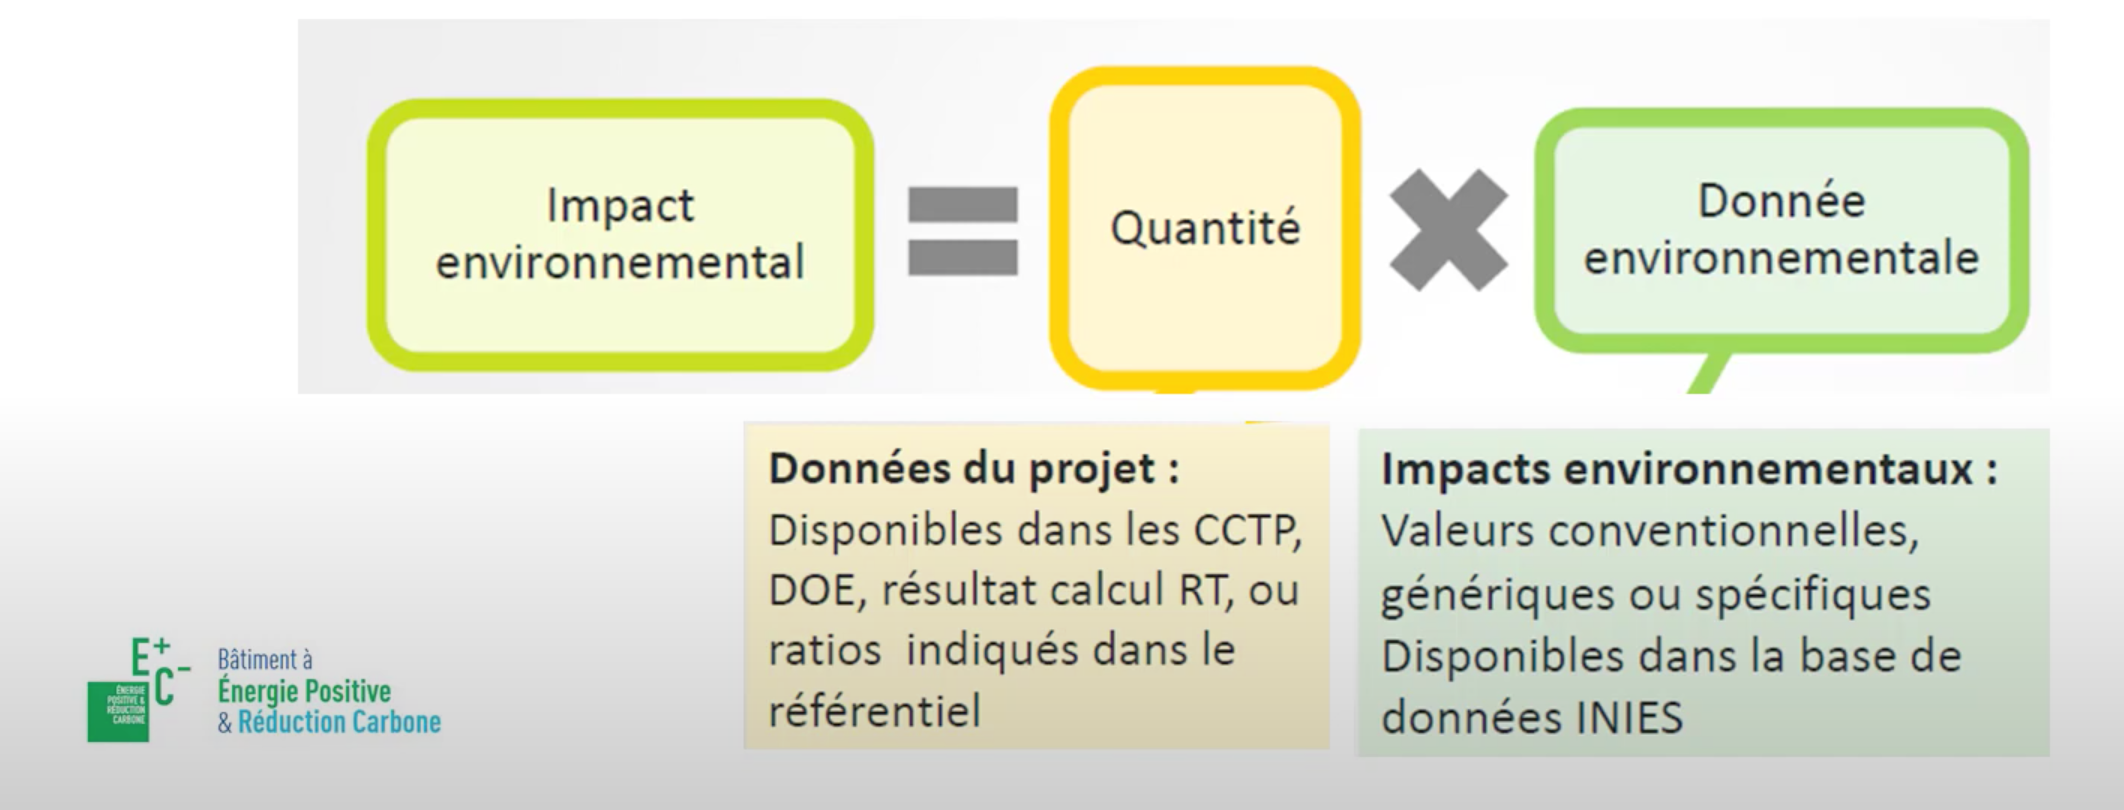 Impact
environnemental
=
Quantité
×
Donnée
environnementale
Données du projet :
Disponibles dans les CCTP,
DOE, résultat calcul RT, ou
ratios indiqués dans le
référentiel
Impacts environnementaux :
Valeurs conventionnelles,
génériques ou spécifiques
Disponibles dans la base de
données INIES
E+
C-
ÉNERGIE
POSITIVE &
RÉDUCTION
CARBONE
Bâtiment à
Énergie Positive
& Réduction Carbone